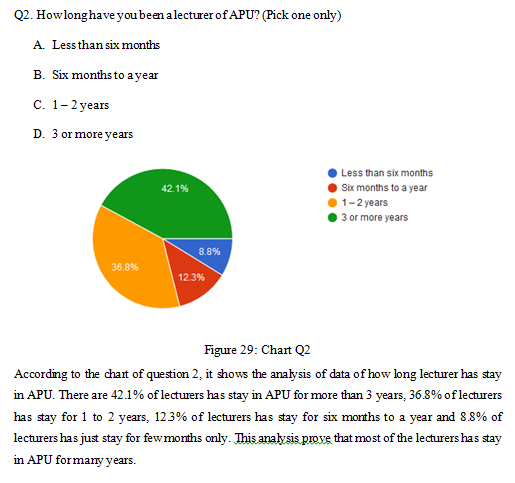 Q2. How long have you been a lecturer of APU? (Pick one only)
A. Less than six months
B. Six months to a year
C. 1 – 2 years
D. 3 or more years
42.1%
8.8%
36.8%
12.3%
Less than six months
Six months to a year
1 – 2 years
3 or more years
Figure 29: Chart Q2
According to the chart of question 2, it shows the analysis of data of how long lecturer has stay
in APU. There are 42.1% of lecturers has stay in APU for more than 3 years, 36.8% of lecturers
has stay for 1 to 2 years, 12.3% of lecturers has stay for six months to a year and 8.8% of
lecturers has just stay for few months only. This analysis prove that most of the lecturers has stay
in APU for many years.